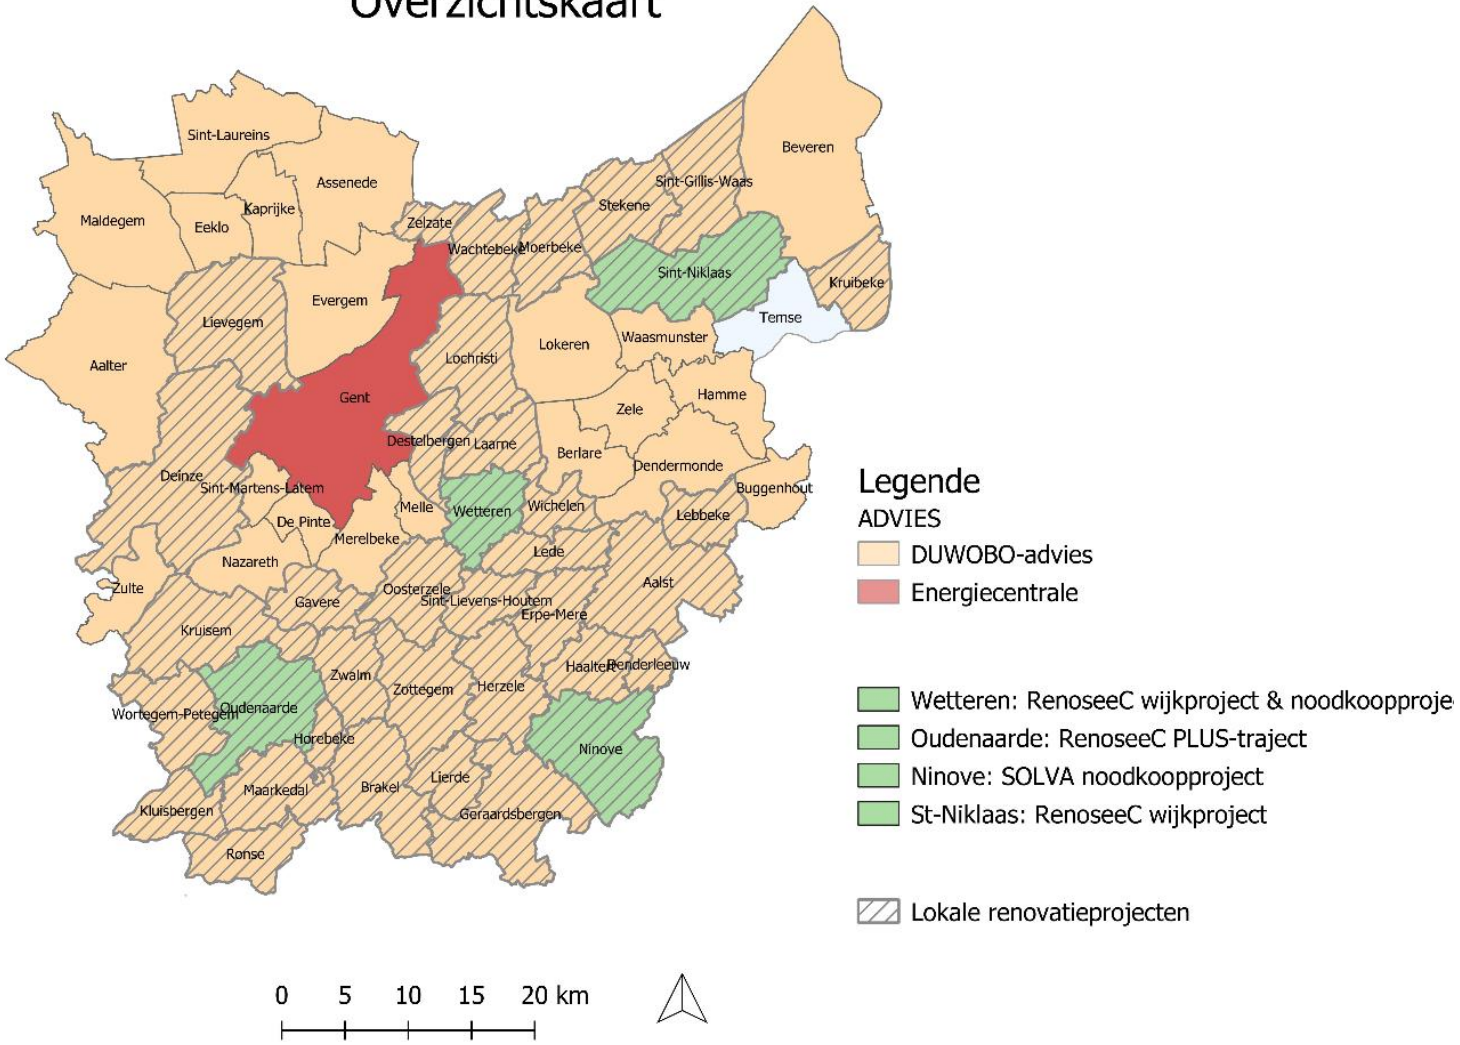 Overzichtskaart
Beveren
Sint-Laureins
Assenede
Sint-Gillis-Waas
Kaprijke
Stekene
Maldegem
Eeklo
Zelzate
Wachtebeke
Moerbeke
Sint-Niklaas
Kruibeke
Evergem
Lievegem
Temse
Waasmunster
Lokeren
Lochristi
Aalter
Gent
Hamme
Zele
Destelbergen
Laarne
Berlare
Dendermonde
Deinze
Sint-Martens-Latem
Buggenhout
Melle
Wetteren
Wichelen
Lebbeke
De Pinte
Merelbeke
Lede
Nazareth
Aalst
Zulte
Oosterzele
Gavere
Sint-Lievens-Houtem
Erpe-Mere
Kruisem
Haaltert
Denderleeuw
Zwalm
Zottegem
Herzele
Wortegem-Petegem
Oudenaarde
Horebeke
Ninove
Lierde
Brakel
Maarkedal
Kluisbergen
Geraardsbergen
Ronse
Legende
ADVIES
DUWOBO-advies
Energiecentrale
Wetteren: RenoseeC wijkproject & noodkoopproje
Oudenaarde: RenoseeC PLUS-traject
Ninove: SOLVA noodkoopproject
St-Niklaas: RenoseeC wijkproject
Lokale renovatieprojecten
0 5 10 15 20 km